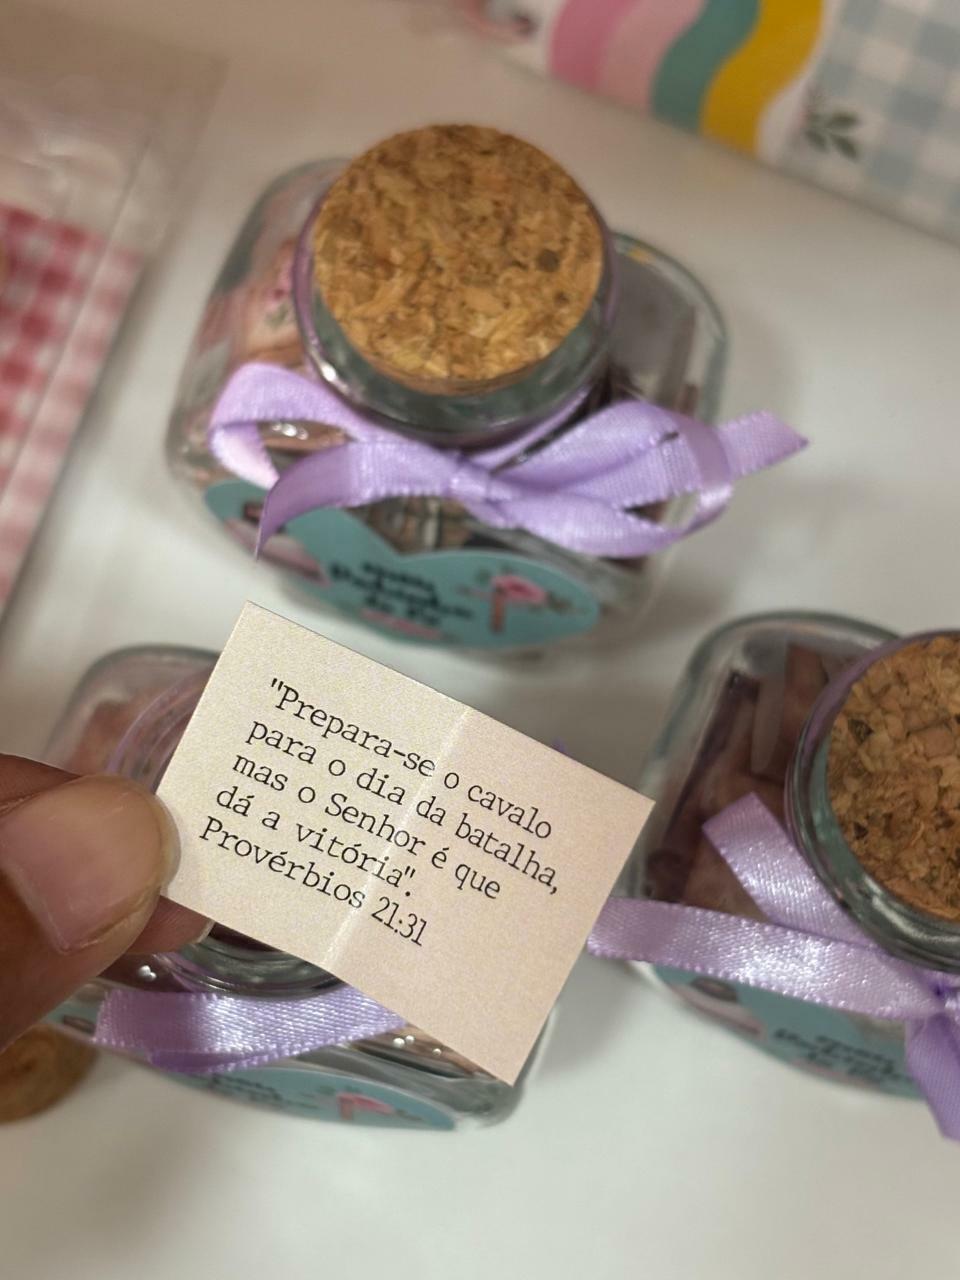 "Prepara-se o cavalo
para o dia da batalha,
mas o Senhor é que
dá a vitória".
Provérbios 21:31